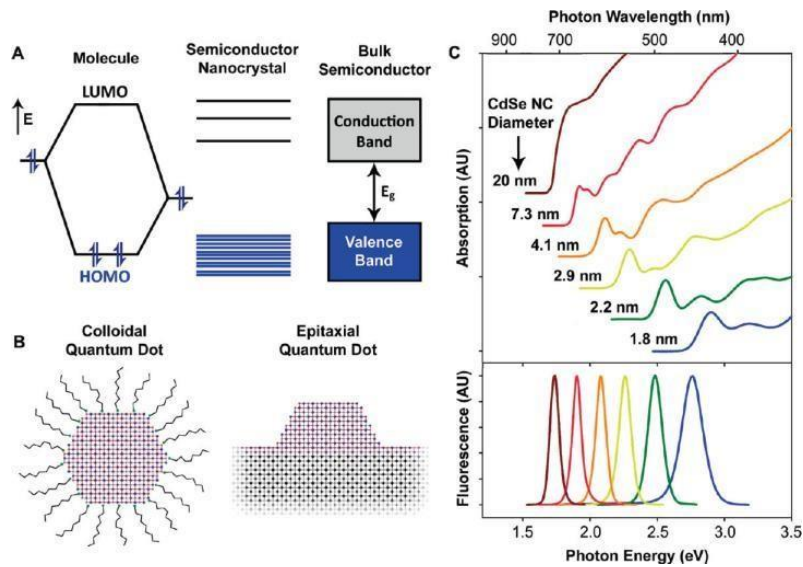 A
Molecule
Semiconductor
Nanocrystal
Bulk
Semiconductor
LUMO
E
Conduction
Band
Eg
Valence
Band
HOMO
B
Colloidal
Quantum Dot
Epitaxial
Quantum Dot
C
Photon Wavelength (nm)
900 700 500 400
Absorption (AU)
CdSe NC
Diameter
20 nm
7.3 nm
4.1 nm
2.9 nm
2.2 nm
1.8 nm
Fluorescence (AU)
1.5 2.0 2.5 3.0 3.5
Photon Energy (eV)